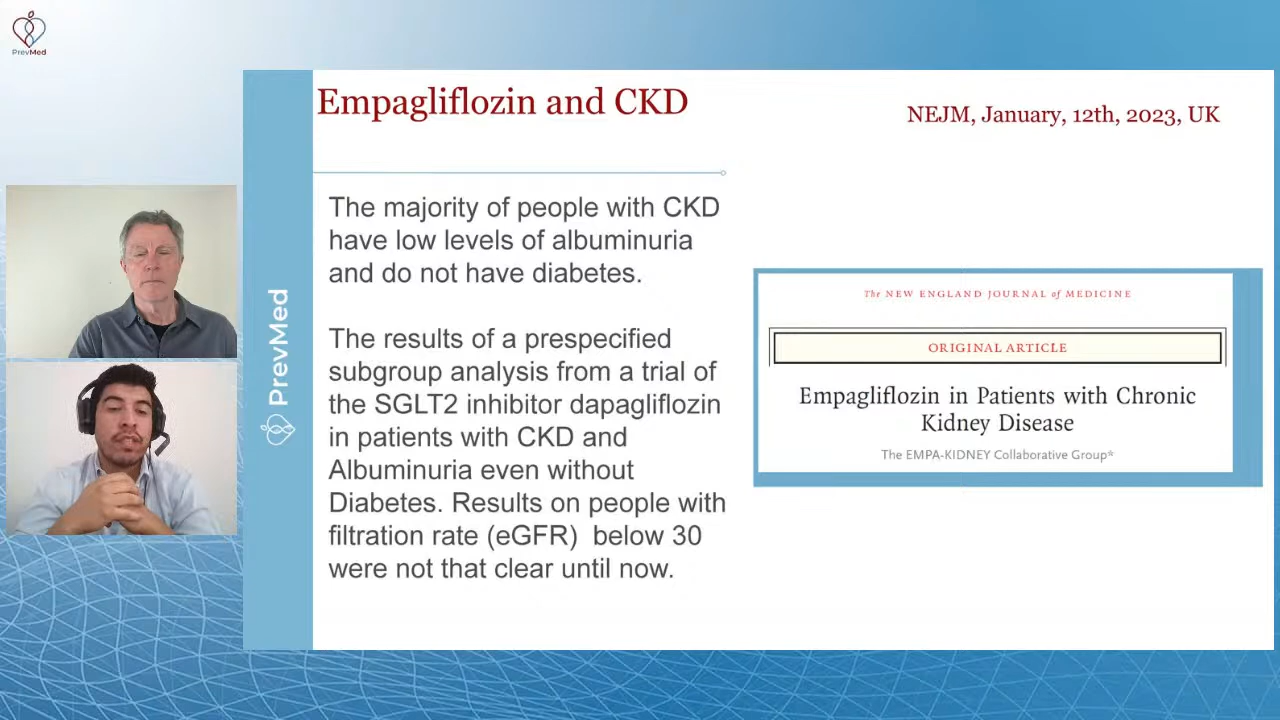 PrevMed
Empagliflozin and CKD
NEJM, January, 12th, 2023, UK
The majority of people with CKD
have low levels of albuminuria
and do not have diabetes.
The results of a prespecified
subgroup analysis from a trial of
the SGLT2 inhibitor dapagliflozin
in patients with CKD and
Albuminuria even without
Diabetes. Results on people with
filtration rate (eGFR)  below 30
were not that clear until now.
PrevMed
The NEW ENGLAND JOURNAL of MEDICINE
ORIGINAL ARTICLE
Empagliflozin in Patients with Chronic
Kidney Disease
The EMPA-KIDNEY Collaborative Group*